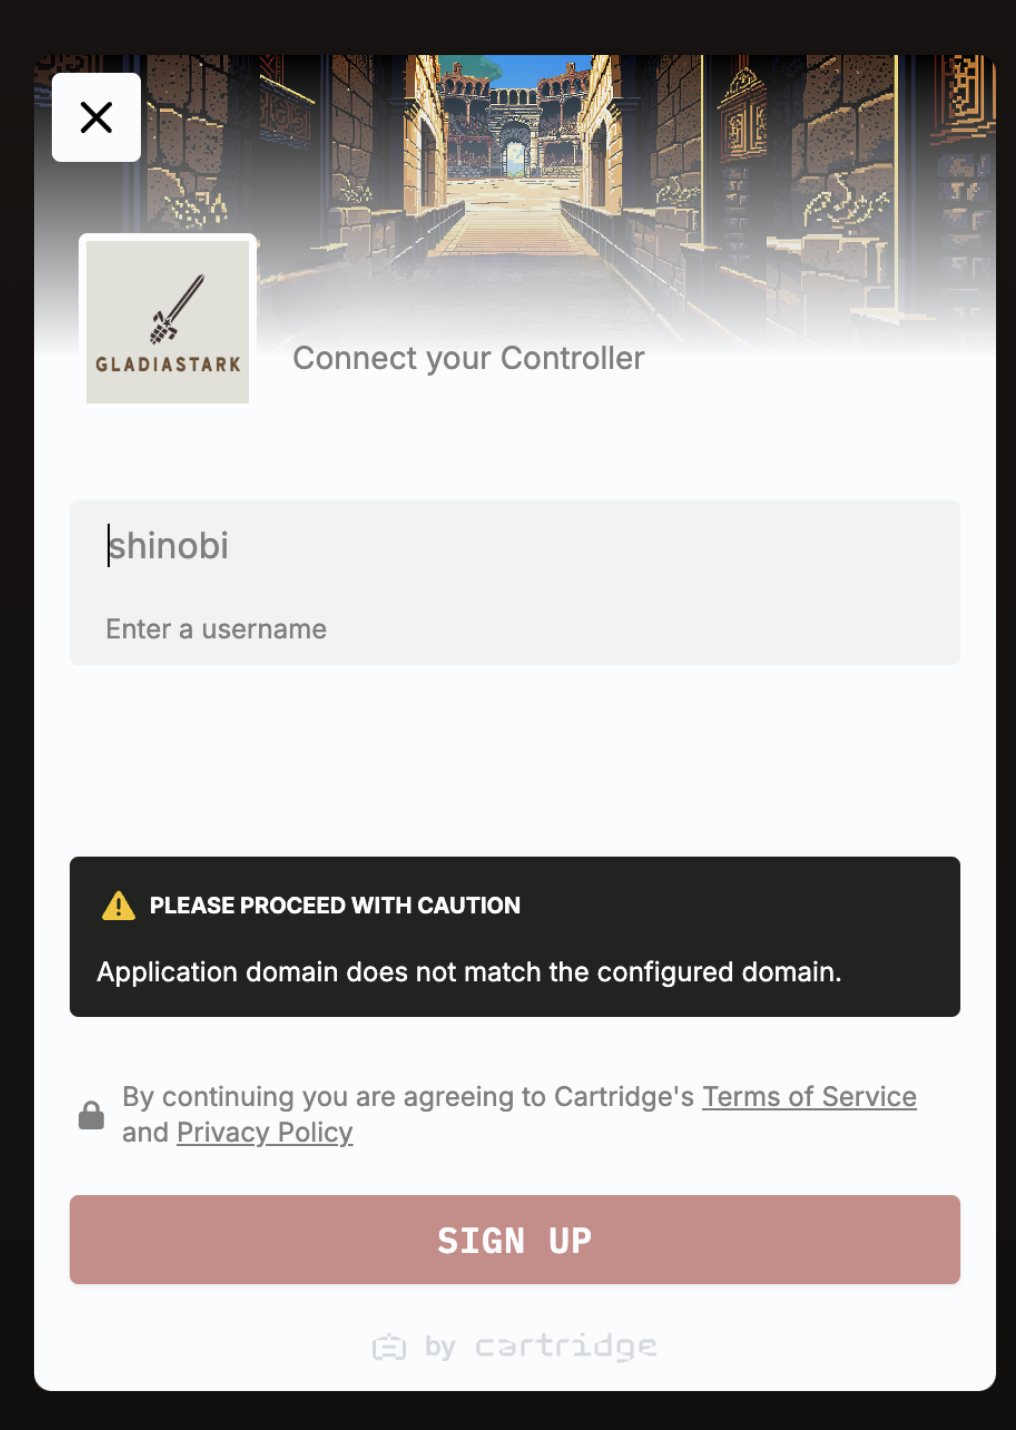 GLADIASTARK
Connect your Controller
shinobi
Enter a username
PLEASE PROCEED WITH CAUTION
Application domain does not match the configured domain.
By continuing you are agreeing to Cartridge's Terms of Service
and Privacy Policy
SIGN UP
by cartridge